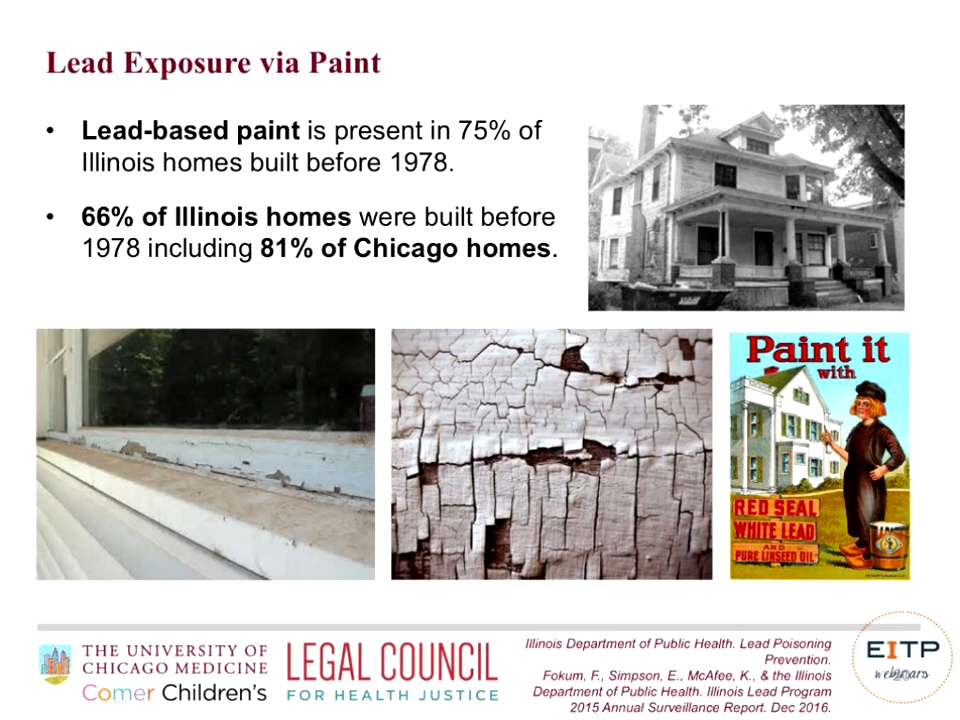 Lead Exposure via Paint
• Lead-based paint is present in 75% of
Illinois homes built before 1978.
• 66% of Illinois homes were built before
1978 including 81% of Chicago homes.
Paint it
with
RED SEAL
WHITE LEAD
AND
PURE LINSEED OIL
THE UNIVERSITY OF
CHICAGO MEDICINE
Comer Children's
LEGAL COUNCIL
FOR HEALTH JUSTICE
Illinois Department of Public Health. Lead Poisoning
Prevention.
Fokum, F., Simpson, E., McAfee, K., & the Illinois
Department of Public Health. Illinois Lead Program
2015 Annual Surveillance Report. Dec 2016.
EITP
webinars